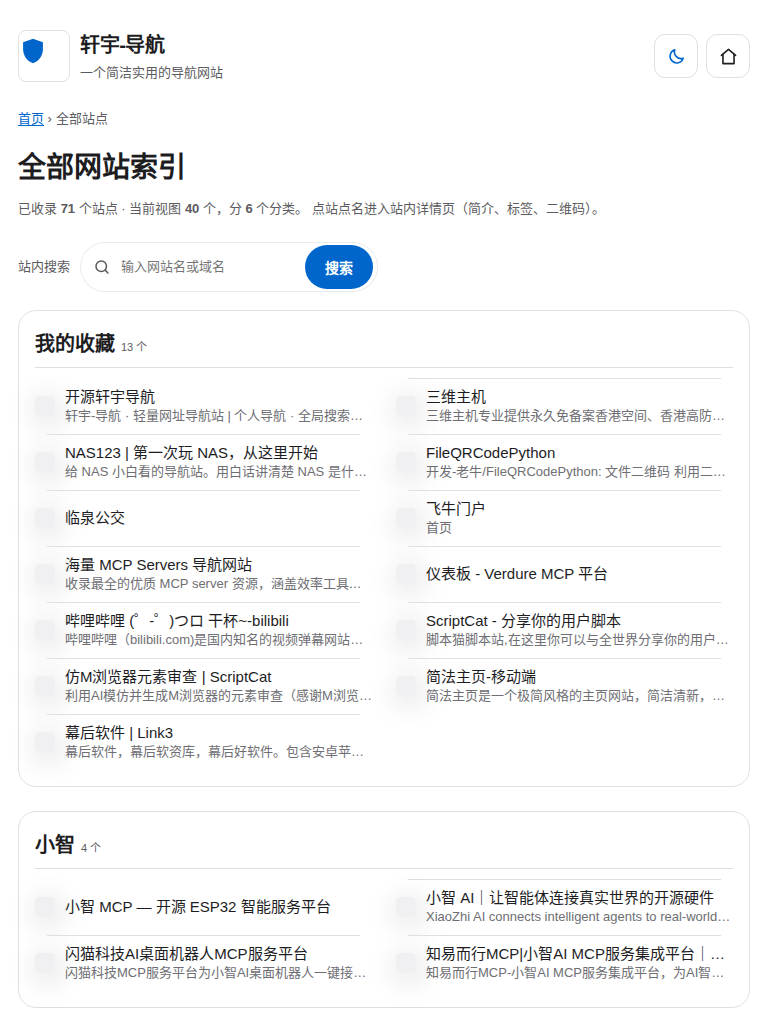 轩宇-导航
一个简洁实用的导航网站
首页 › 全部站点
全部网站索引
已收录 71 个站点 · 当前视图 40 个，分 6 个分类。 点站点名进入站内详情页（简介、标签、二维码）。
站内搜索
输入网站名或域名
搜索
我的收藏 13 个
开源轩宇导航
轩宇-导航 · 轻量网址导航站 | 个人导航 · 全局搜索…
三维主机
三维主机专业提供永久免备案香港空间、香港高防…
NAS123 | 第一次玩 NAS，从这里开始
给 NAS 小白看的导航站。用白话讲清楚 NAS 是什…
FileQRCodePython
开发-老牛/FileQRCodePython: 文件二维码 利用二…
临泉公交
飞牛门户
首页
海量 MCP Servers 导航网站
收录最全的优质 MCP server 资源，涵盖效率工具…
仪表板 - Verdure MCP 平台
哔哩哔哩 (゜-゜)つロ 干杯~-bilibili
哔哩哔哩（bilibili.com)是国内知名的视频弹幕网站…
ScriptCat - 分享你的用户脚本
脚本猫脚本站,在这里你可以与全世界分享你的用户…
仿M浏览器元素审查 | ScriptCat
利用AI模仿并生成M浏览器的元素审查（感谢M浏览…
简法主页-移动端
简法主页是一个极简风格的主页网站，简洁清新，…
幕后软件 | Link3
幕后软件，幕后软资库，幕后好软件。包含安卓苹…
小智 4 个
小智 MCP — 开源 ESP32 智能服务平台
小智 AI｜让智能体连接真实世界的开源硬件
XiaoZhi AI connects intelligent agents to real-world…
闪猫科技AI桌面机器人MCP服务平台
闪猫科技MCP服务平台为小智AI桌面机器人一键接…
知易而行MCP|小智AI MCP服务集成平台｜…
知易而行MCP-小智AI MCP服务集成平台，为AI智…